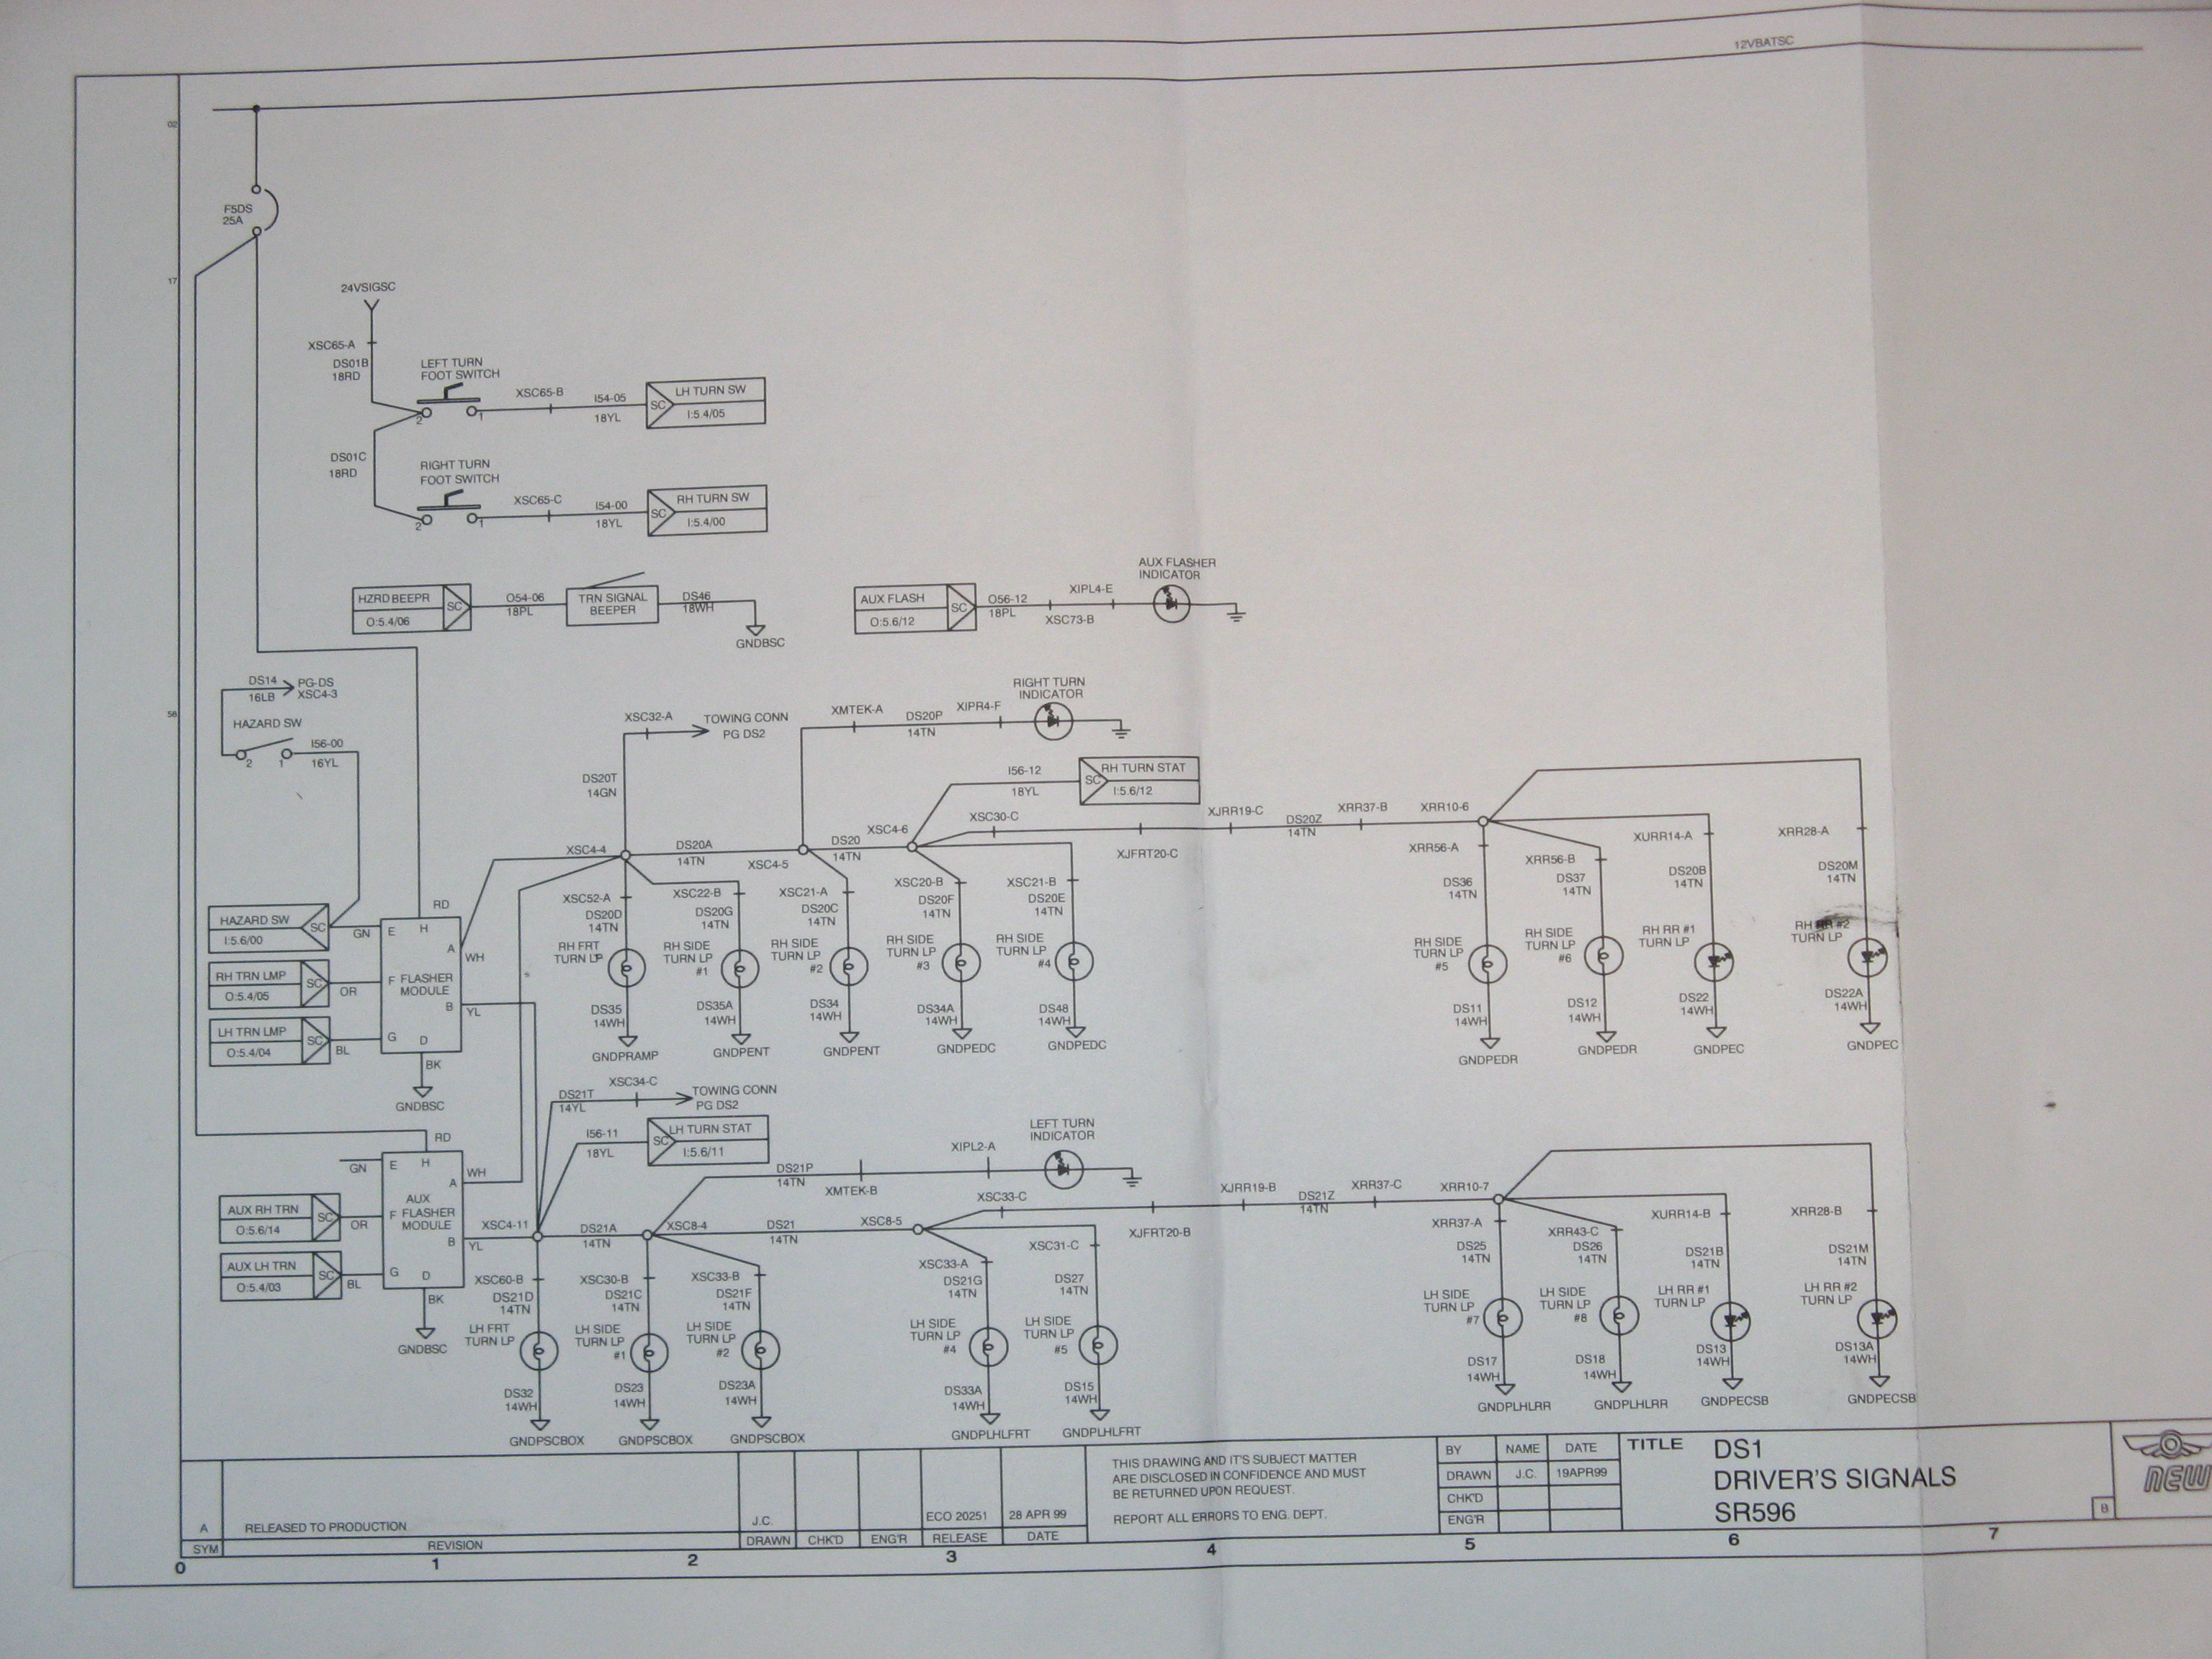 02
17
58
12VBATSC
F5DS
25A
24VSIGSC
XSC65-A
DS01B
18RD
LEFT TURN
FOOT SWITCH
2
1
XSC65-B
I54-05
18YL
SC
LH TURN SW
I:5.4/05
DS01C
18RD
RIGHT TURN
FOOT SWITCH
2
1
XSC65-C
I54-00
18YL
SC
RH TURN SW
I:5.4/00
HZRD BEEPR
O:5.4/06
SC
O54-06
18PL
TRN SIGNAL
BEEPER
DS46
18WH
GNDBSC
AUX FLASH
O:5.6/12
SC
O56-12
18PL
XSC73-B
XIPL4-E
AUX FLASHER
INDICATOR
DS14
16LB
PG-DS
XSC4-3
HAZARD SW
2
1
I56-00
16YL
HAZARD SW
I:5.6/00
SC
GN
RH TRN LMP
O:5.4/05
SC
OR
LH TRN LMP
O:5.4/04
SC
BL
E
H
A
F FLASHER
MODULE
G
D
B
RD
WH
YL
BK
GNDBSC
XSC4-4
DS20T
14GN
XSC32-A
TOWING CONN
PG DS2
DS20A
14TN
XSC4-5
XMTEK-A
DS20P
14TN
XIPR4-F
RIGHT TURN
INDICATOR
DS20
14TN
XSC4-6
I56-12
18YL
SC
RH TURN STAT
I:5.6/12
XSC30-C
XJFRT20-C
XJRR19-C
DS20Z
14TN
XRR37-B
XRR10-6
XSC52-A
DS20D
14TN
RH FRT
TURN LP
DS35
14WH
GNDPRAMP
XSC22-B
DS20G
14TN
RH SIDE
TURN LP
#1
DS35A
14WH
GNDPENT
XSC21-A
DS20C
14TN
RH SIDE
TURN LP
#2
DS34
14WH
GNDPENT
XSC20-B
DS20F
14TN
RH SIDE
TURN LP
#3
DS34A
14WH
GNDPEDC
XSC21-B
DS20E
14TN
RH SIDE
TURN LP
#4
DS48
14WH
GNDPEDC
XRR56-A
DS36
14TN
RH SIDE
TURN LP
#5
DS11
14WH
GNDPEDR
XRR56-B
DS37
14TN
RH SIDE
TURN LP
#6
DS12
14WH
GNDPEDR
XURR14-A
DS20B
14TN
RH RR #1
TURN LP
DS22
14WH
GNDPEC
XRR28-A
DS20M
14TN
RH RR #2
TURN LP
DS22A
14WH
GNDPEC
AUX RH TRN
O:5.6/14
SC
OR
AUX LH TRN
O:5.4/03
SC
BL
GN
E
H
A
AUX
F FLASHER
MODULE
G
D
B
RD
WH
YL
BK
GNDBSC
XSC4-11
DS21T
14YL
XSC34-C
TOWING CONN
PG DS2
I56-11
18YL
SC
LH TURN STAT
I:5.6/11
DS21A
14TN
XSC8-4
DS21P
14TN
XMTEK-B
XIPL2-A
LEFT TURN
INDICATOR
DS21
14TN
XSC8-5
XSC33-C
XJFRT20-B
XJRR19-B
DS21Z
14TN
XRR37-C
XRR10-7
XSC60-B
DS21D
14TN
LH FRT
TURN LP
DS32
14WH
GNDPSCBOX
XSC30-B
DS21C
14TN
LH SIDE
TURN LP
#1
DS23
14WH
GNDPSCBOX
XSC33-B
DS21F
14TN
LH SIDE
TURN LP
#2
DS23A
14WH
GNDPSCBOX
XSC33-A
DS21G
14TN
LH SIDE
TURN LP
#4
DS33A
14WH
GNDPLHLFRT
XSC31-C
DS27
14TN
LH SIDE
TURN LP
#5
DS15
14WH
GNDPLHLFRT
XRR37-A
DS25
14TN
LH SIDE
TURN LP
#7
DS17
14WH
GNDPLHLRR
XRR43-C
DS26
14TN
LH SIDE
TURN LP
#8
DS18
14WH
GNDPLHLRR
XURR14-B
DS21B
14TN
LH RR #1
TURN LP
DS13
14WH
GNDPECSB
XRR28-B
DS21M
14TN
LH RR #2
TURN LP
DS13A
14WH
GNDPECSB
A
RELEASED TO PRODUCTION
J.C.
ECO 20251
28 APR 99
SYM
REVISION
DRAWN
CHK'D
ENG'R
RELEASE
DATE
THIS DRAWING AND IT'S SUBJECT MATTER
ARE DISCLOSED IN CONFIDENCE AND MUST
BE RETURNED UPON REQUEST.
REPORT ALL ERRORS TO ENG. DEPT.
BY
NAME
DATE
DRAWN
J.C.
19APR99
CHK'D
ENG'R
TITLE
DS1
DRIVER'S SIGNALS
SR596
B
NEW
0
1
2
3
4
5
6
7